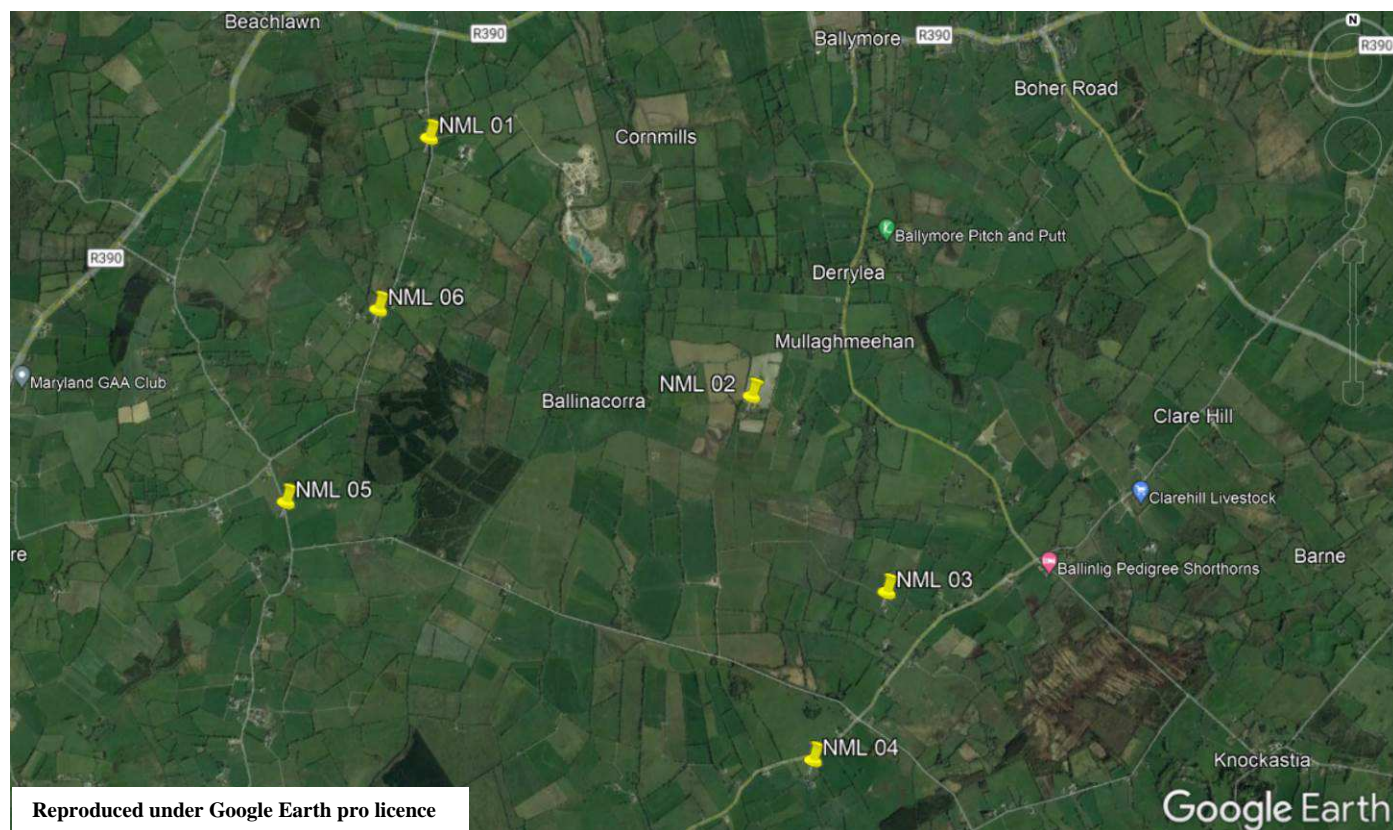 Beachlawn
R390
Ballymore
R390
R390
Boher Road
NML 01
Cornmills
Ballymore Pitch and Putt
R390
Derrylea
NML 06
Mullaghmeehan
Maryland GAA Club
NML 02
Ballinacorra
Clare Hill
NML 05
Clarehill Livestock
re
Barne
Ballinlig Pedigree Shorthorns
NML 03
NML 04
Knockastia
Reproduced under Google Earth pro licence
Google Earth
N